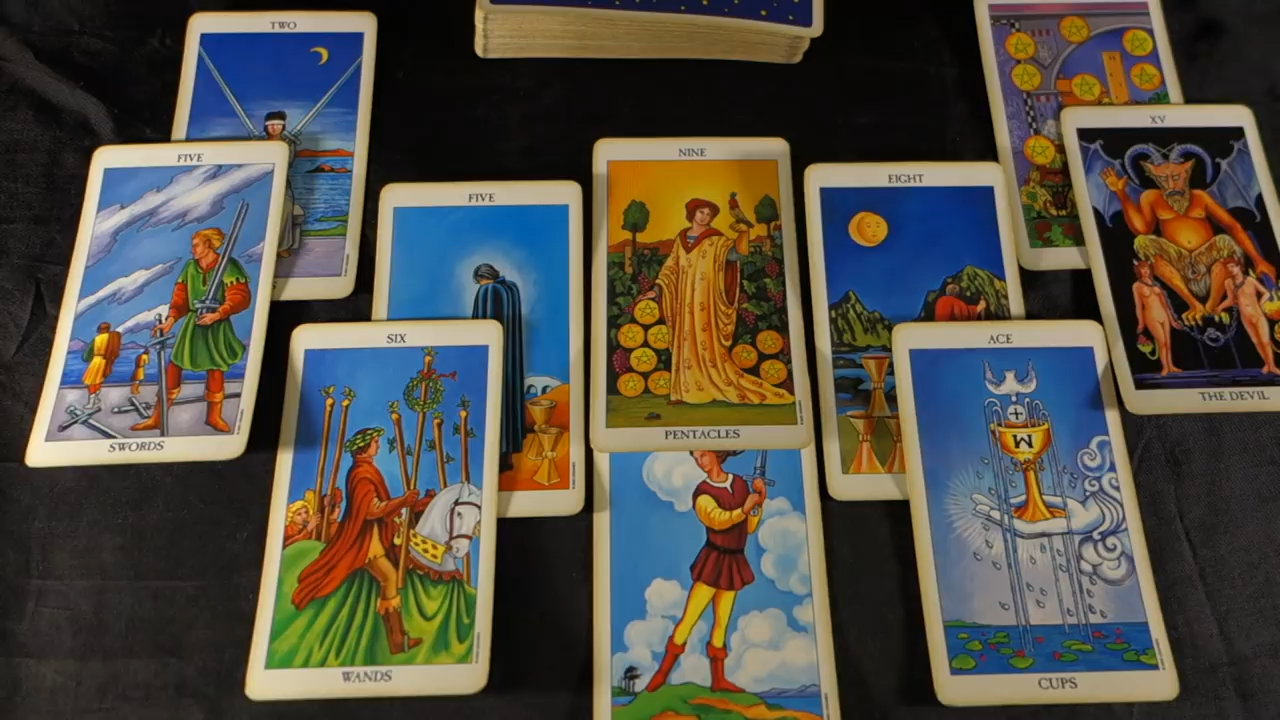 TWO
FIVE
SWORDS
FIVE
SIX
WANDS
NINE
PENTACLES
EIGHT
ACE
CUPS
XV
THE DEVIL